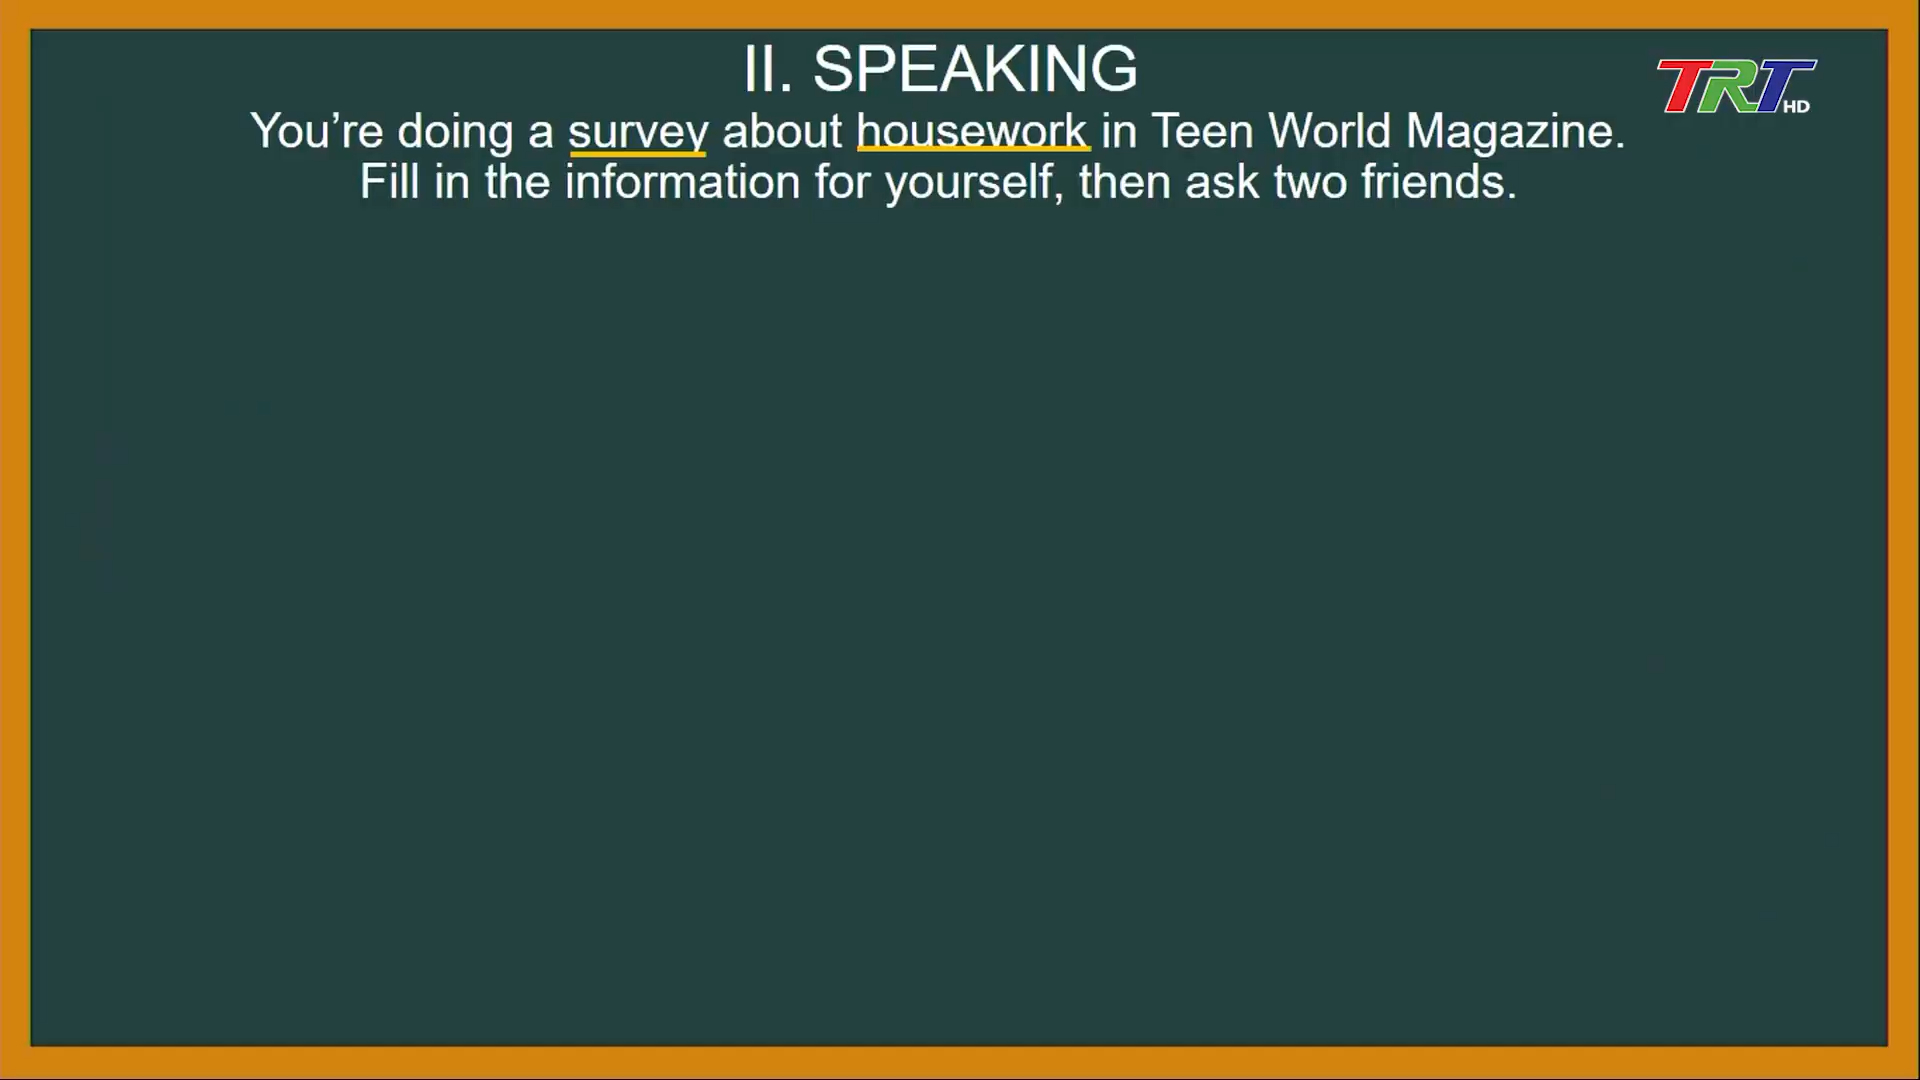 II. SPEAKING
TRT HD
You’re doing a survey about housework in Teen World Magazine.
Fill in the information for yourself, then ask two friends.